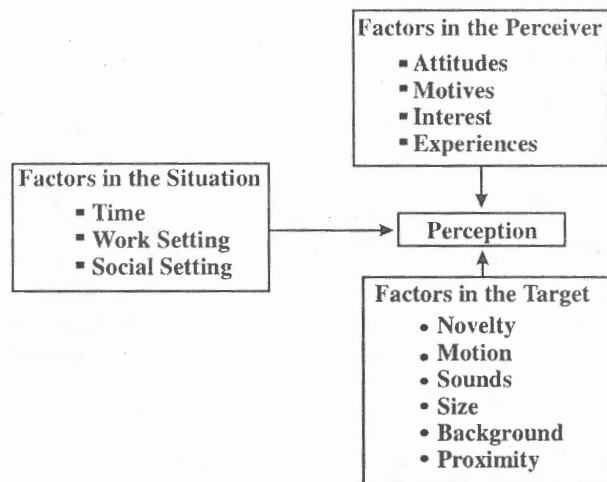 Factors in the Perceiver
▪ Attitudes
▪ Motives
▪ Interest
▪ Experiences
Factors in the Situation
▪ Time
▪ Work Setting
▪ Social Setting
Perception
Factors in the Target
• Novelty
• Motion
• Sounds
• Size
• Background
• Proximity